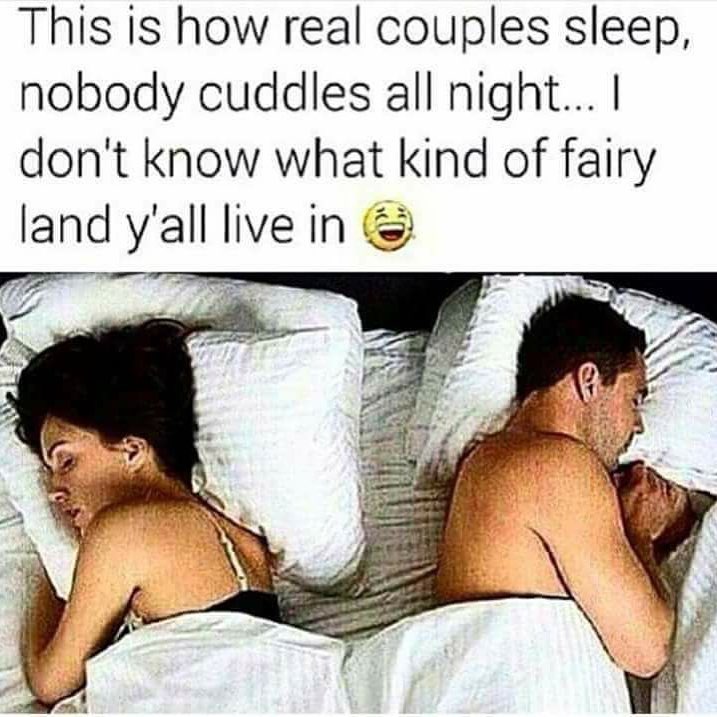 This is how real couples sleep,
nobody cuddles all night... I
don't know what kind of fairy
land y'all live in 😂